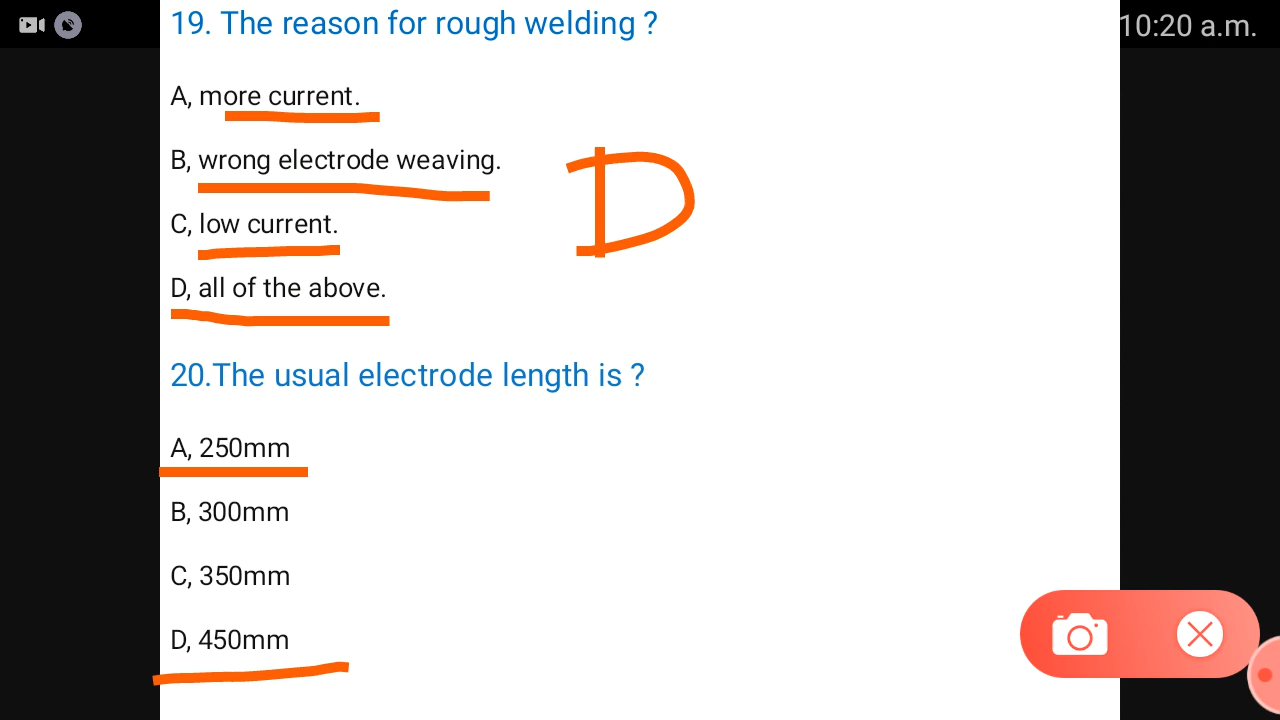 10:20 a.m.
19. The reason for rough welding ?
A, more current.
B, wrong electrode weaving.
C, low current.
D, all of the above.
D
20.The usual electrode length is ?
A, 250mm
B, 300mm
C, 350mm
D, 450mm